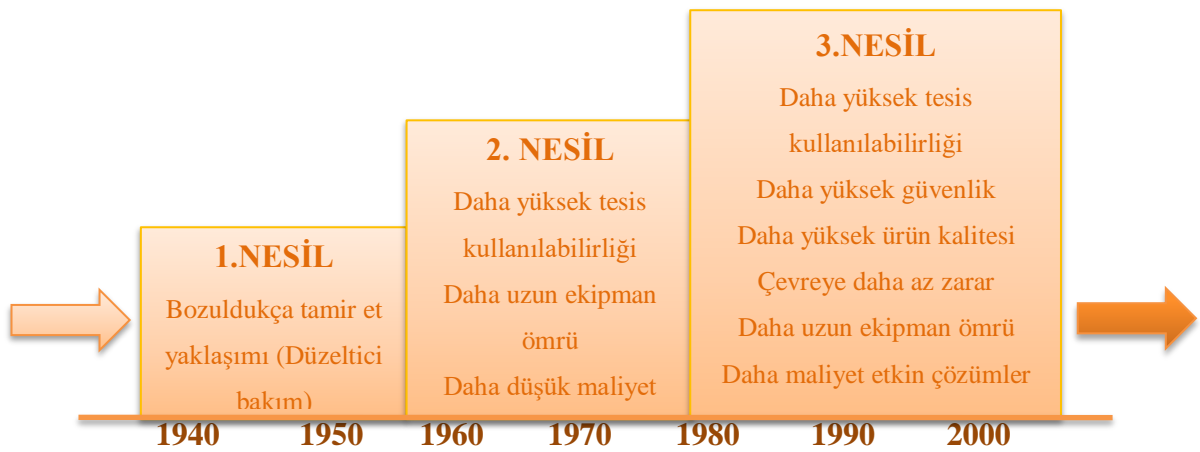 1.NESİL
Bozuldukça tamir et
yaklaşımı (Düzeltici
bakım)
2. NESİL
Daha yüksek tesis
kullanılabilirliği
Daha uzun ekipman
ömrü
Daha düşük maliyet
3.NESİL
Daha yüksek tesis
kullanılabilirliği
Daha yüksek güvenlik
Daha yüksek ürün kalitesi
Çevreye daha az zarar
Daha uzun ekipman ömrü
Daha maliyet etkin çözümler
1940 1950 1960 1970 1980 1990 2000